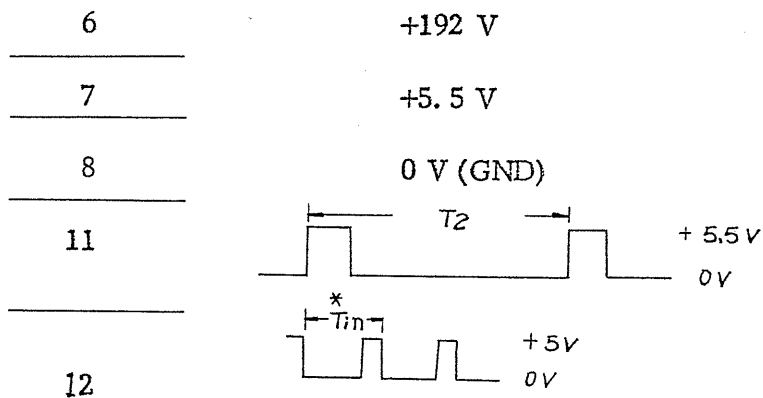 6 +192 V
7 +5.5 V
8 0 V (GND)
T2
11 + 5.5 V
0 V
*
Tin
+ 5 V
0 V
12